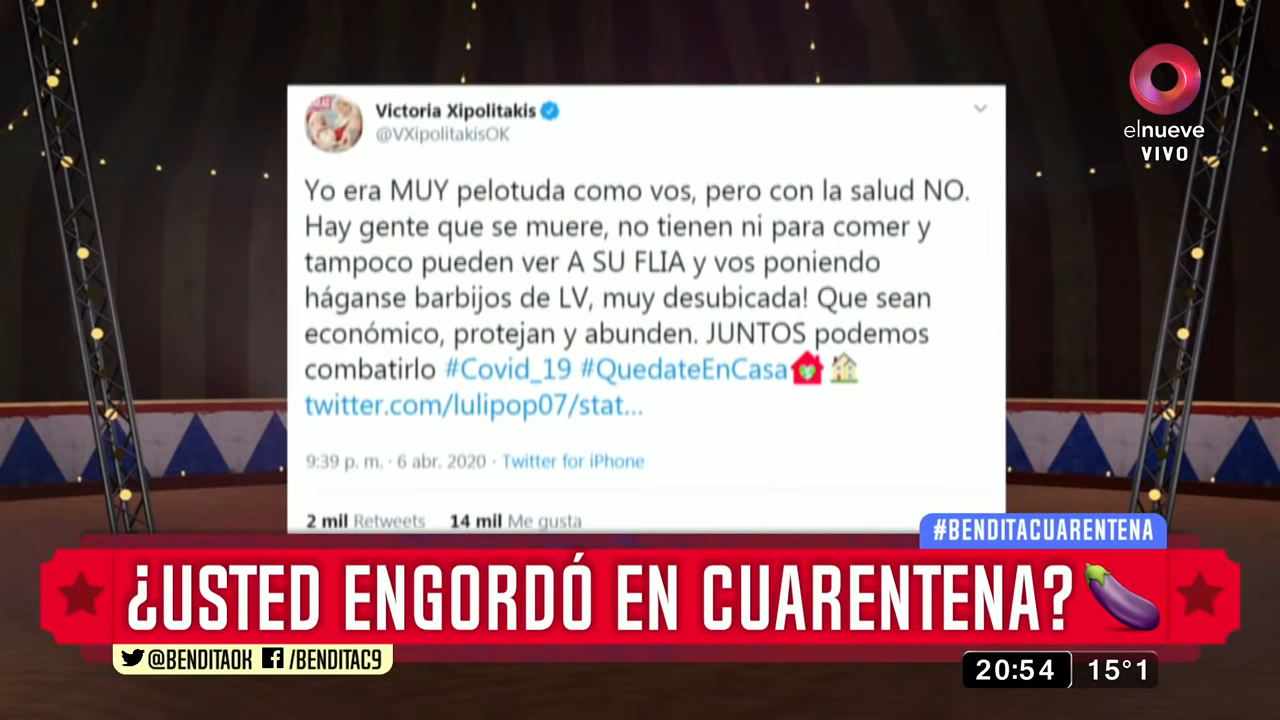 Victoria Xipolitakis
@VXipolitakisOK
Yo era MUY pelotuda como vos, pero con la salud NO.
Hay gente que se muere, no tienen ni para comer y
tampoco pueden ver A SU FLIA y vos poniendo
háganse barbijos de LV, muy desubicada! Que sean
económico, protejan y abunden. JUNTOS podemos
combatirlo #Covid_19 #QuedateEnCasa
twitter.com/lulipop07/stat...
9:39 p. m. · 6 abr. 2020 · Twitter for iPhone
2 mil Retweets 14 mil Me gusta
elnueve
VIVO
#BENDITACUARENTENA
¿USTED ENGORDÓ EN CUARENTENA?
@BENDITAOK /BENDITAC9
20:54 15°1